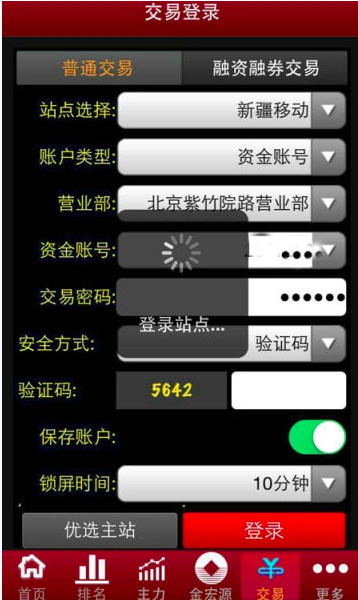 交易登录
普通交易 融资融券交易
站点选择: 新疆移动
账户类型: 资金账号
营业部: 北京紫竹院路营业部
资金账号:
交易密码: ●●●●●●
登录站点...
安全方式: 验证码
验证码: 5642
保存账户:
锁屏时间: 10分钟
优选主站 登录
首页 排名 主力 金宏源 交易 更多